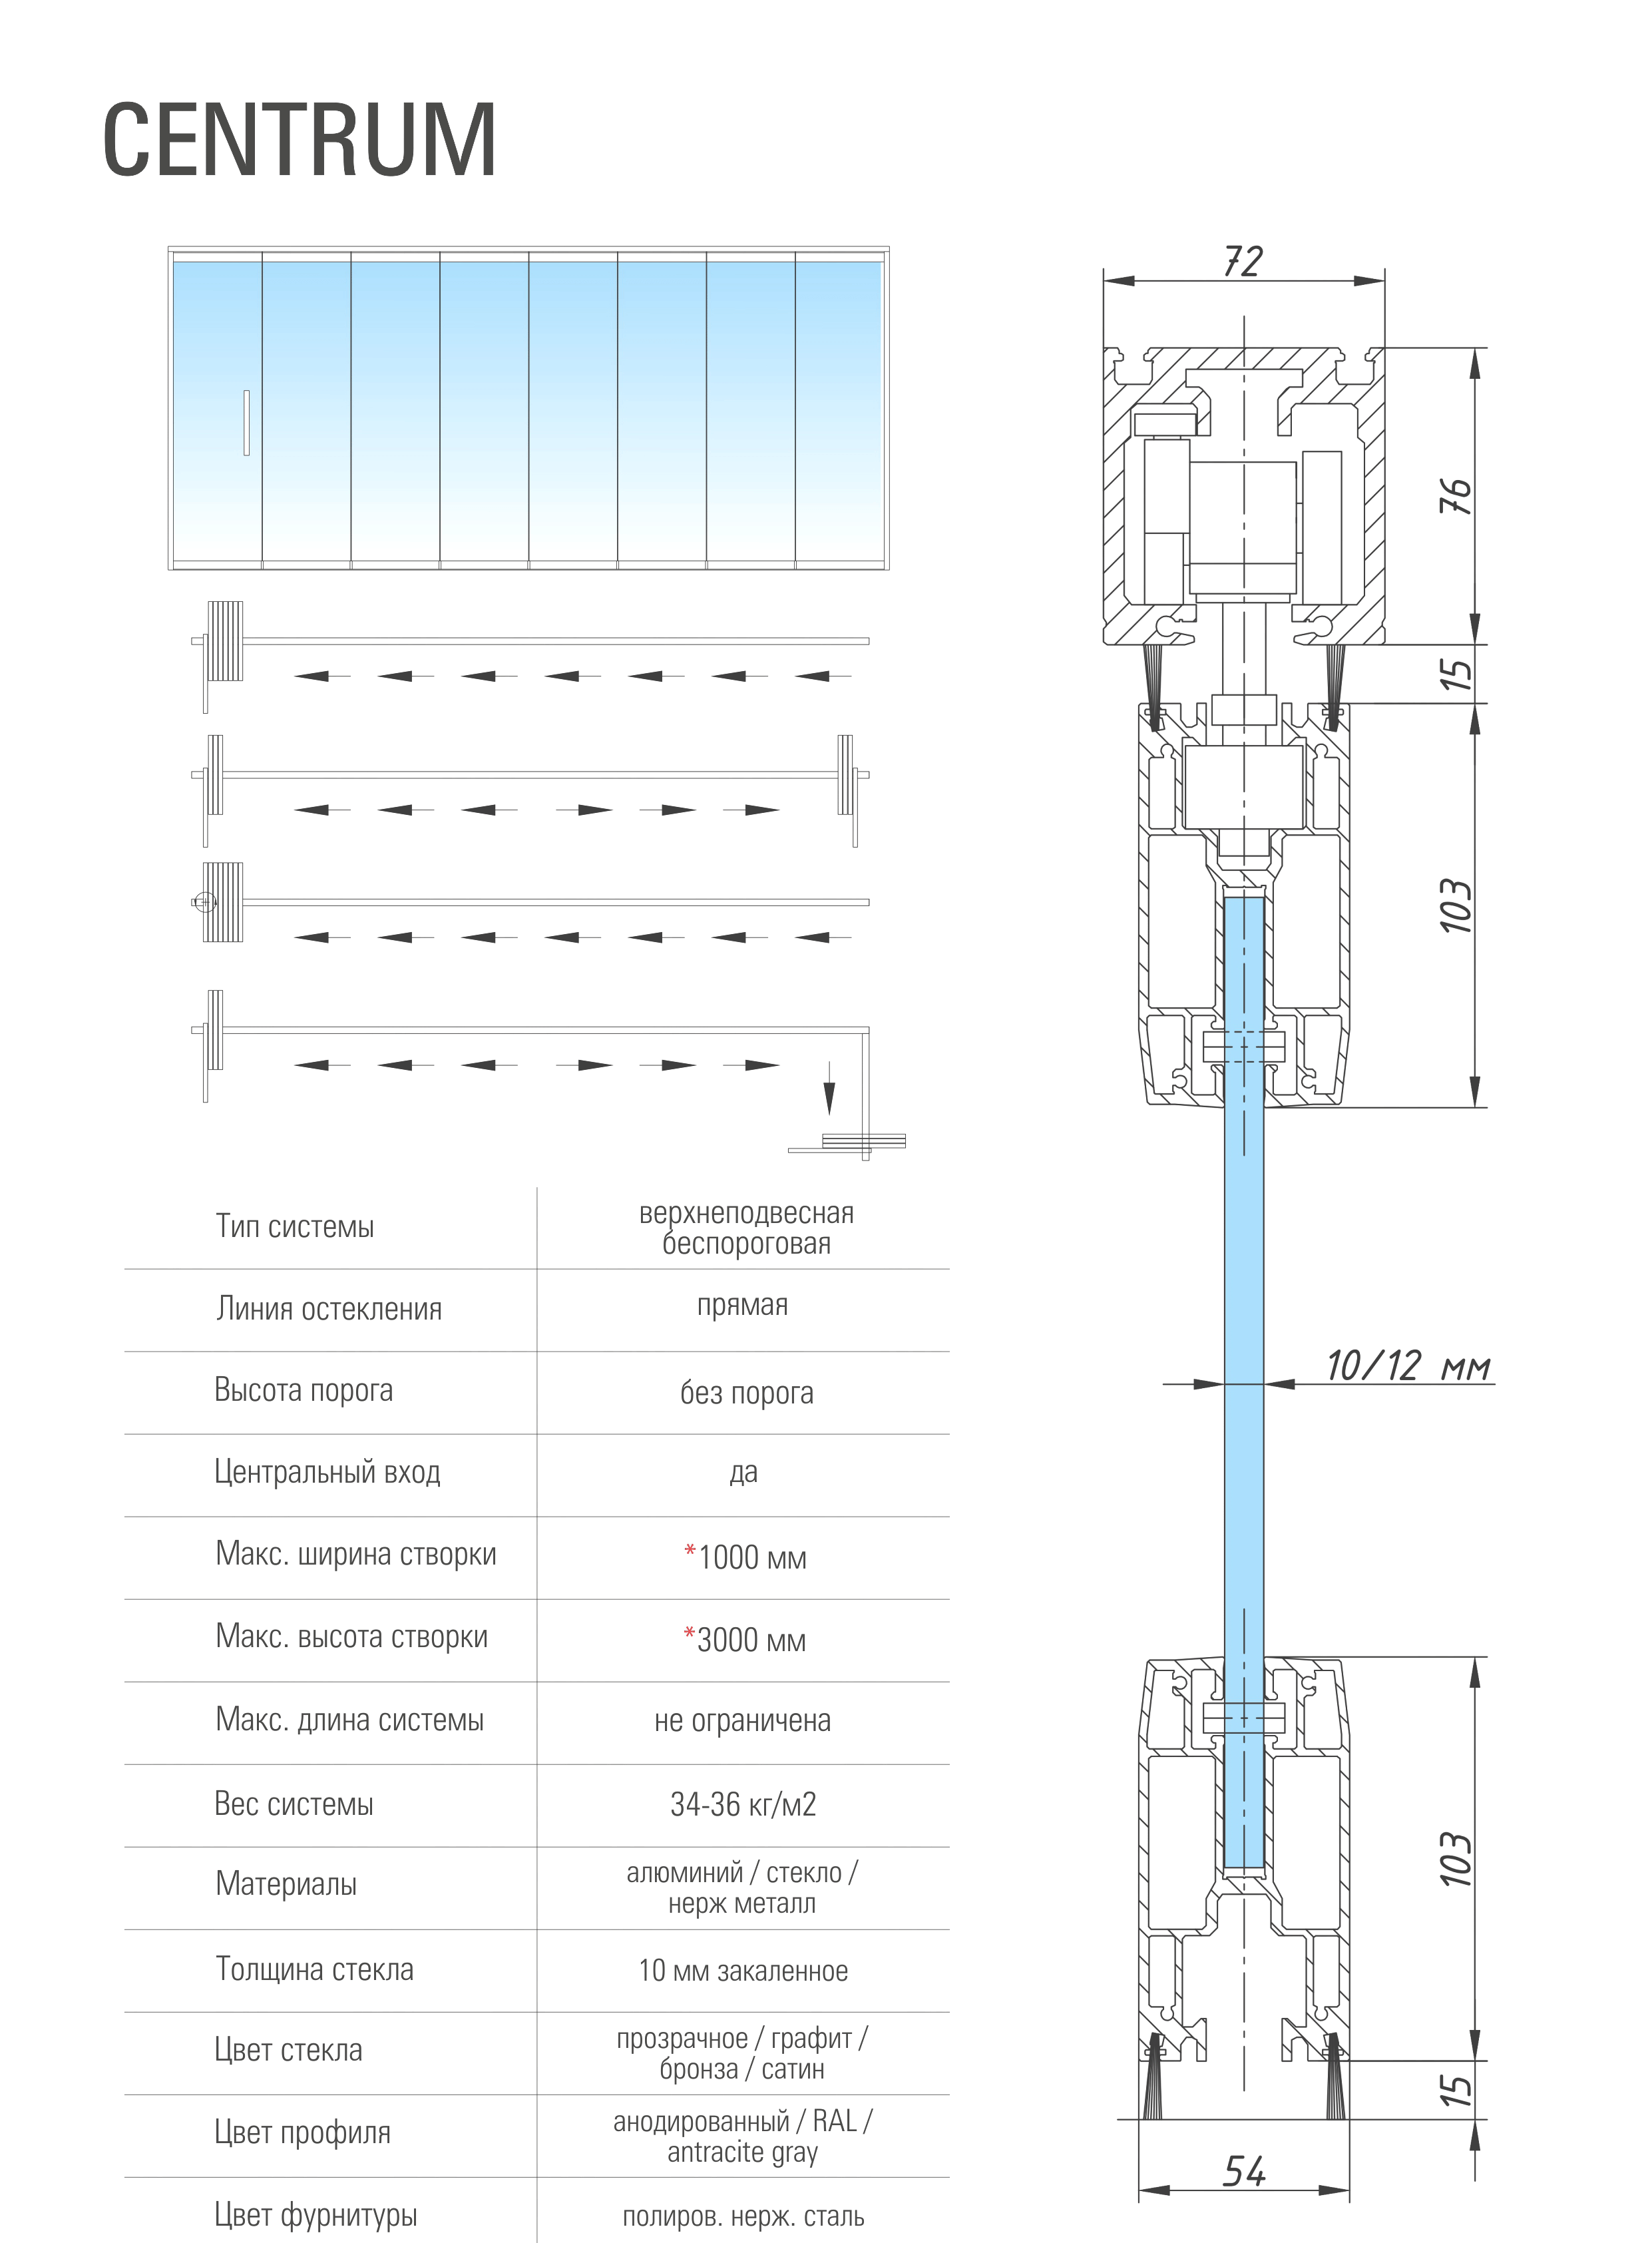 CENTRUM
72
76
15
103
10/12 мм
103
15
54
Тип системы
верхнеподвесная
беспороговая
Линия остекления
прямая
Высота порога
без порога
Центральный вход
да
Макс. ширина створки
*1000 мм
Макс. высота створки
*3000 мм
Макс. длина системы
не ограничена
Вес системы
34-36 кг/м2
Материалы
алюминий / стекло /
нерж металл
Толщина стекла
10 мм закаленное
Цвет стекла
прозрачное / графит /
бронза / сатин
Цвет профиля
анодированный / RAL /
antracite gray
Цвет фурнитуры
полиров. нерж. сталь